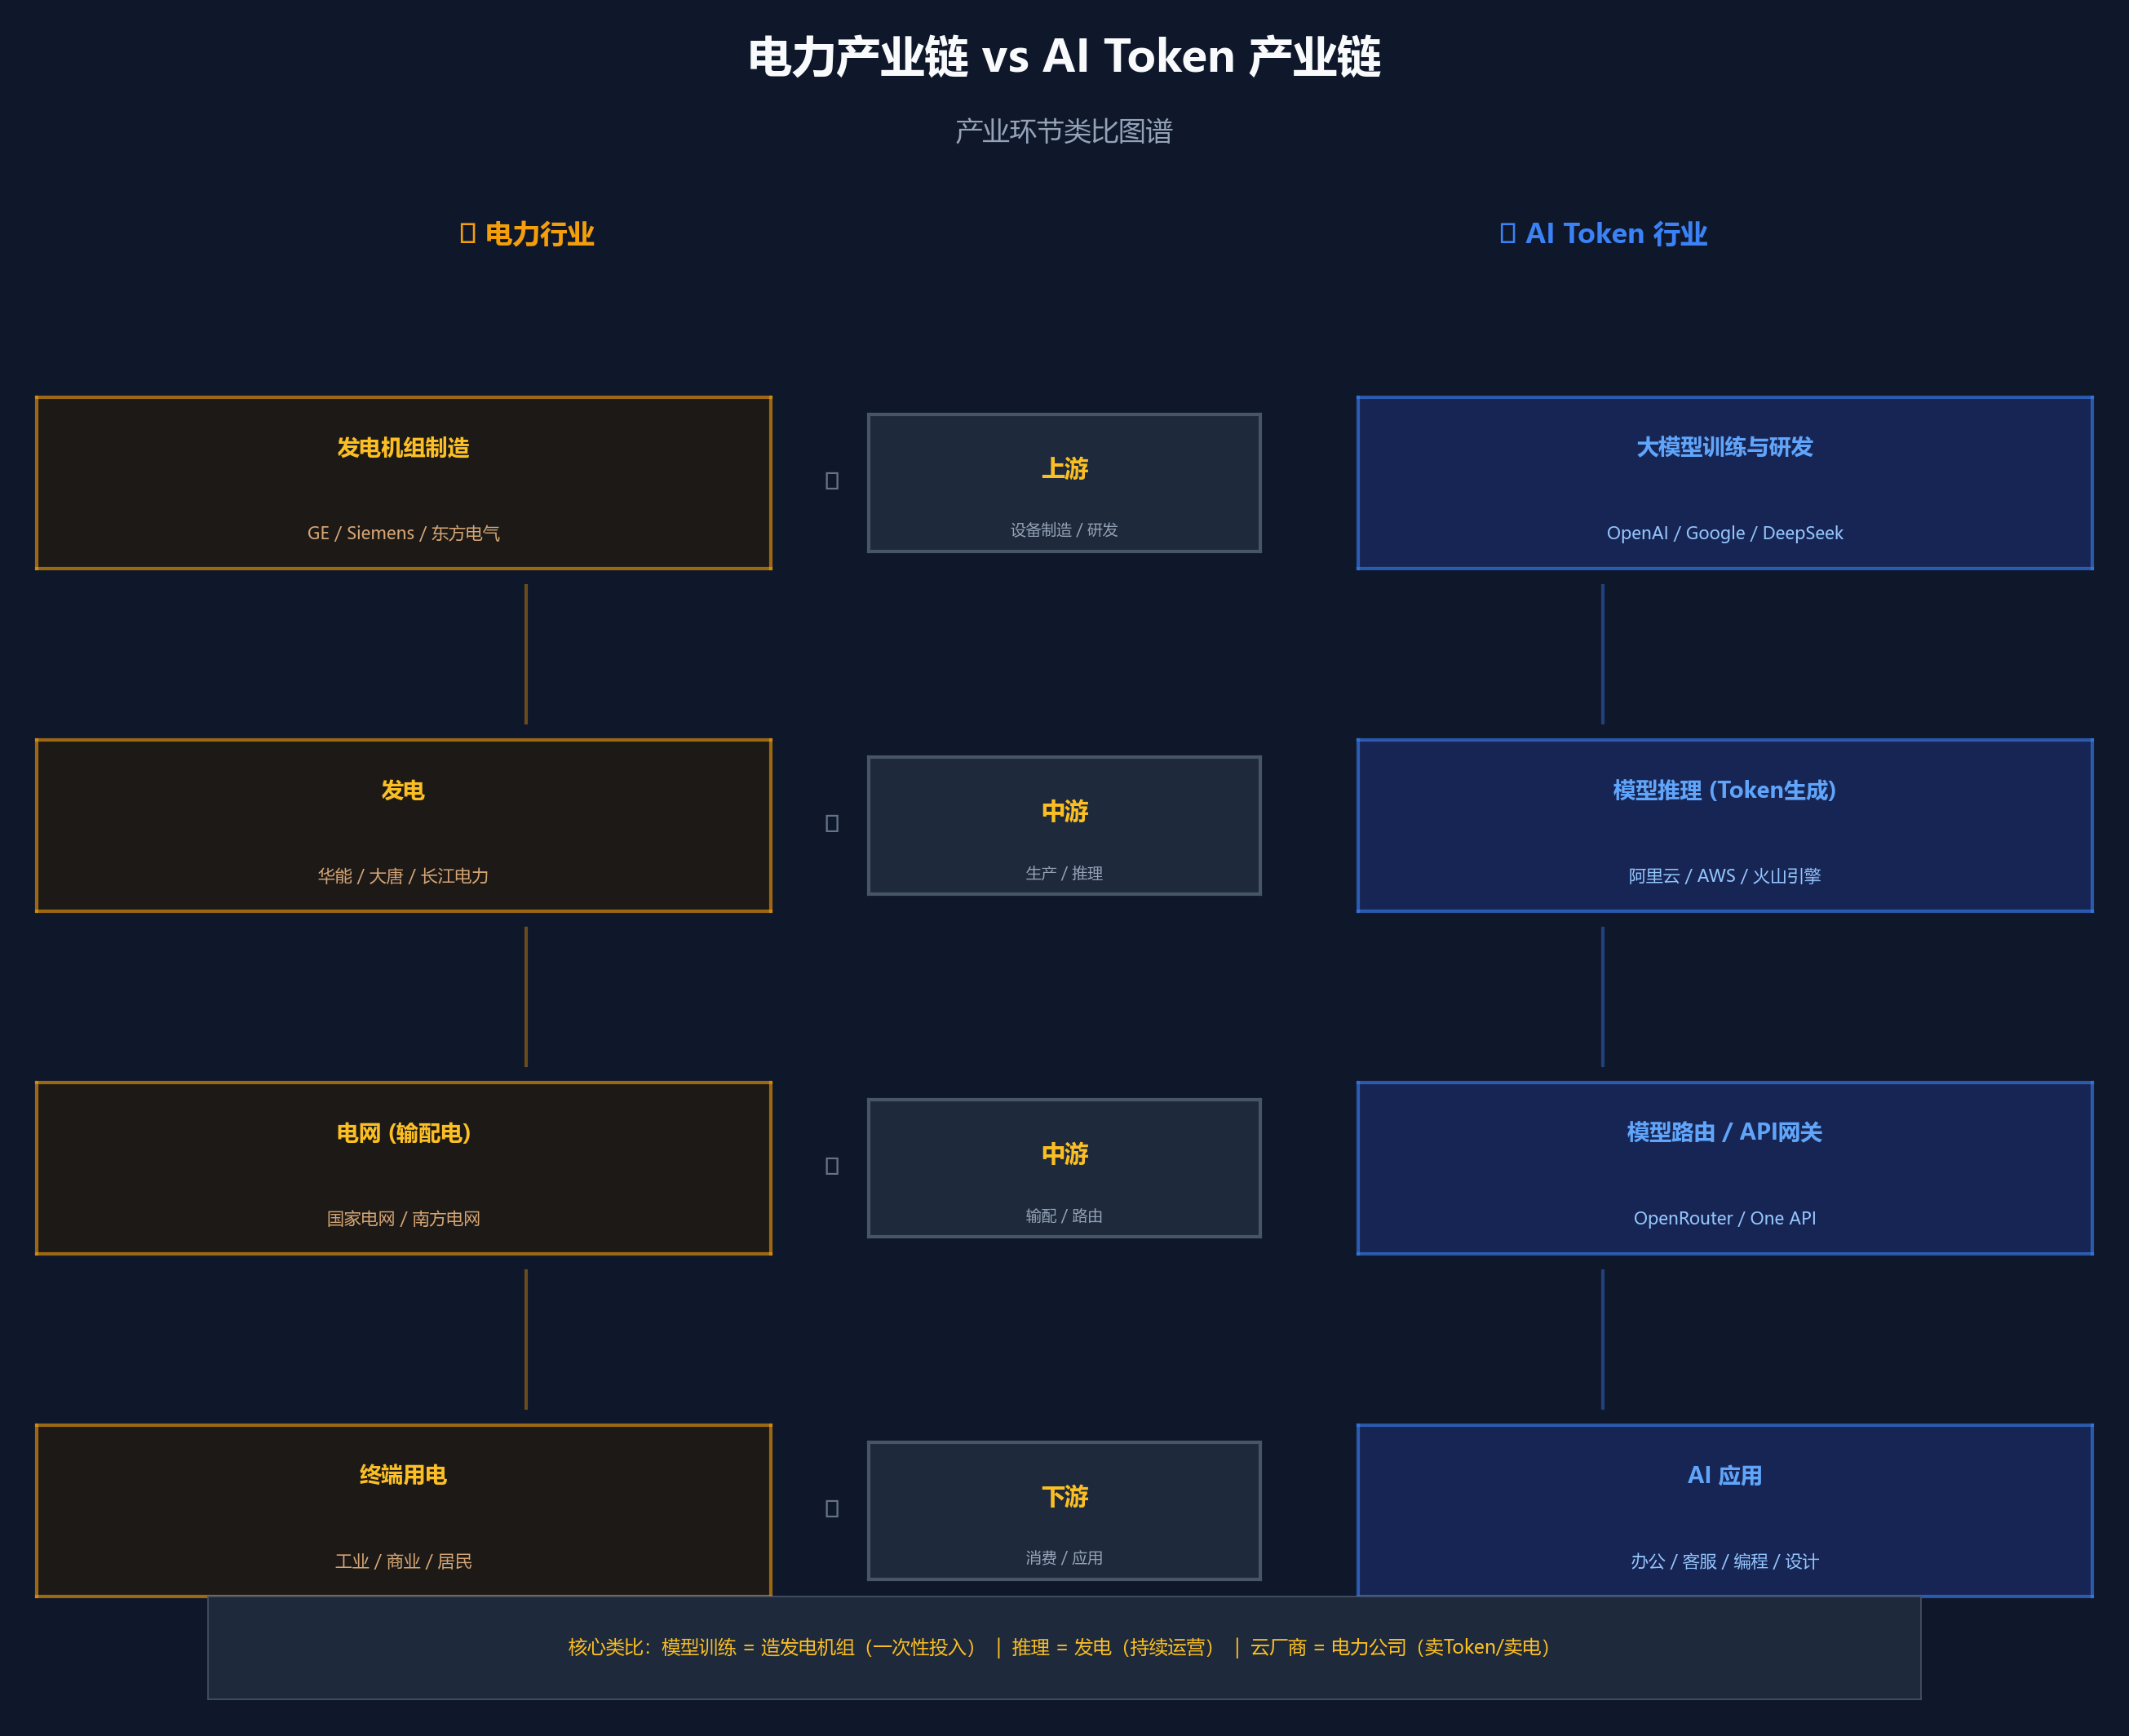 电力产业链 vs AI Token 产业链
产业环节类比图谱
电力行业
AI Token 行业
发电机组制造
GE / Siemens / 东方电气
上游
设备制造 / 研发
大模型训练与研发
OpenAI / Google / DeepSeek
发电
华能 / 大唐 / 长江电力
中游
生产 / 推理
模型推理 (Token生成)
阿里云 / AWS / 火山引擎
电网 (输配电)
国家电网 / 南方电网
中游
输配 / 路由
模型路由 / API网关
OpenRouter / One API
终端用电
工业 / 商业 / 居民
下游
消费 / 应用
AI 应用
办公 / 客服 / 编程 / 设计
核心类比：模型训练 = 造发电机组（一次性投入） | 推理 = 发电（持续运营） | 云厂商 = 电力公司（卖Token/卖电）